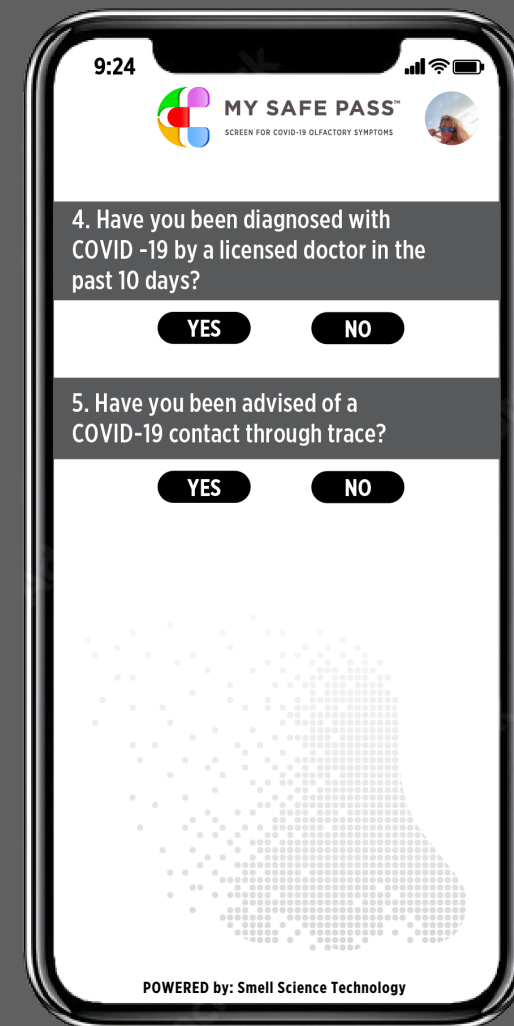 9:24
MY SAFE PASS™
SCREEN FOR COVID-19 OLFACTORY SYMPTOMS
4. Have you been diagnosed with
COVID -19 by a licensed doctor in the
past 10 days?
YES NO
5. Have you been advised of a
COVID-19 contact through trace?
YES NO
POWERED by: Smell Science Technology